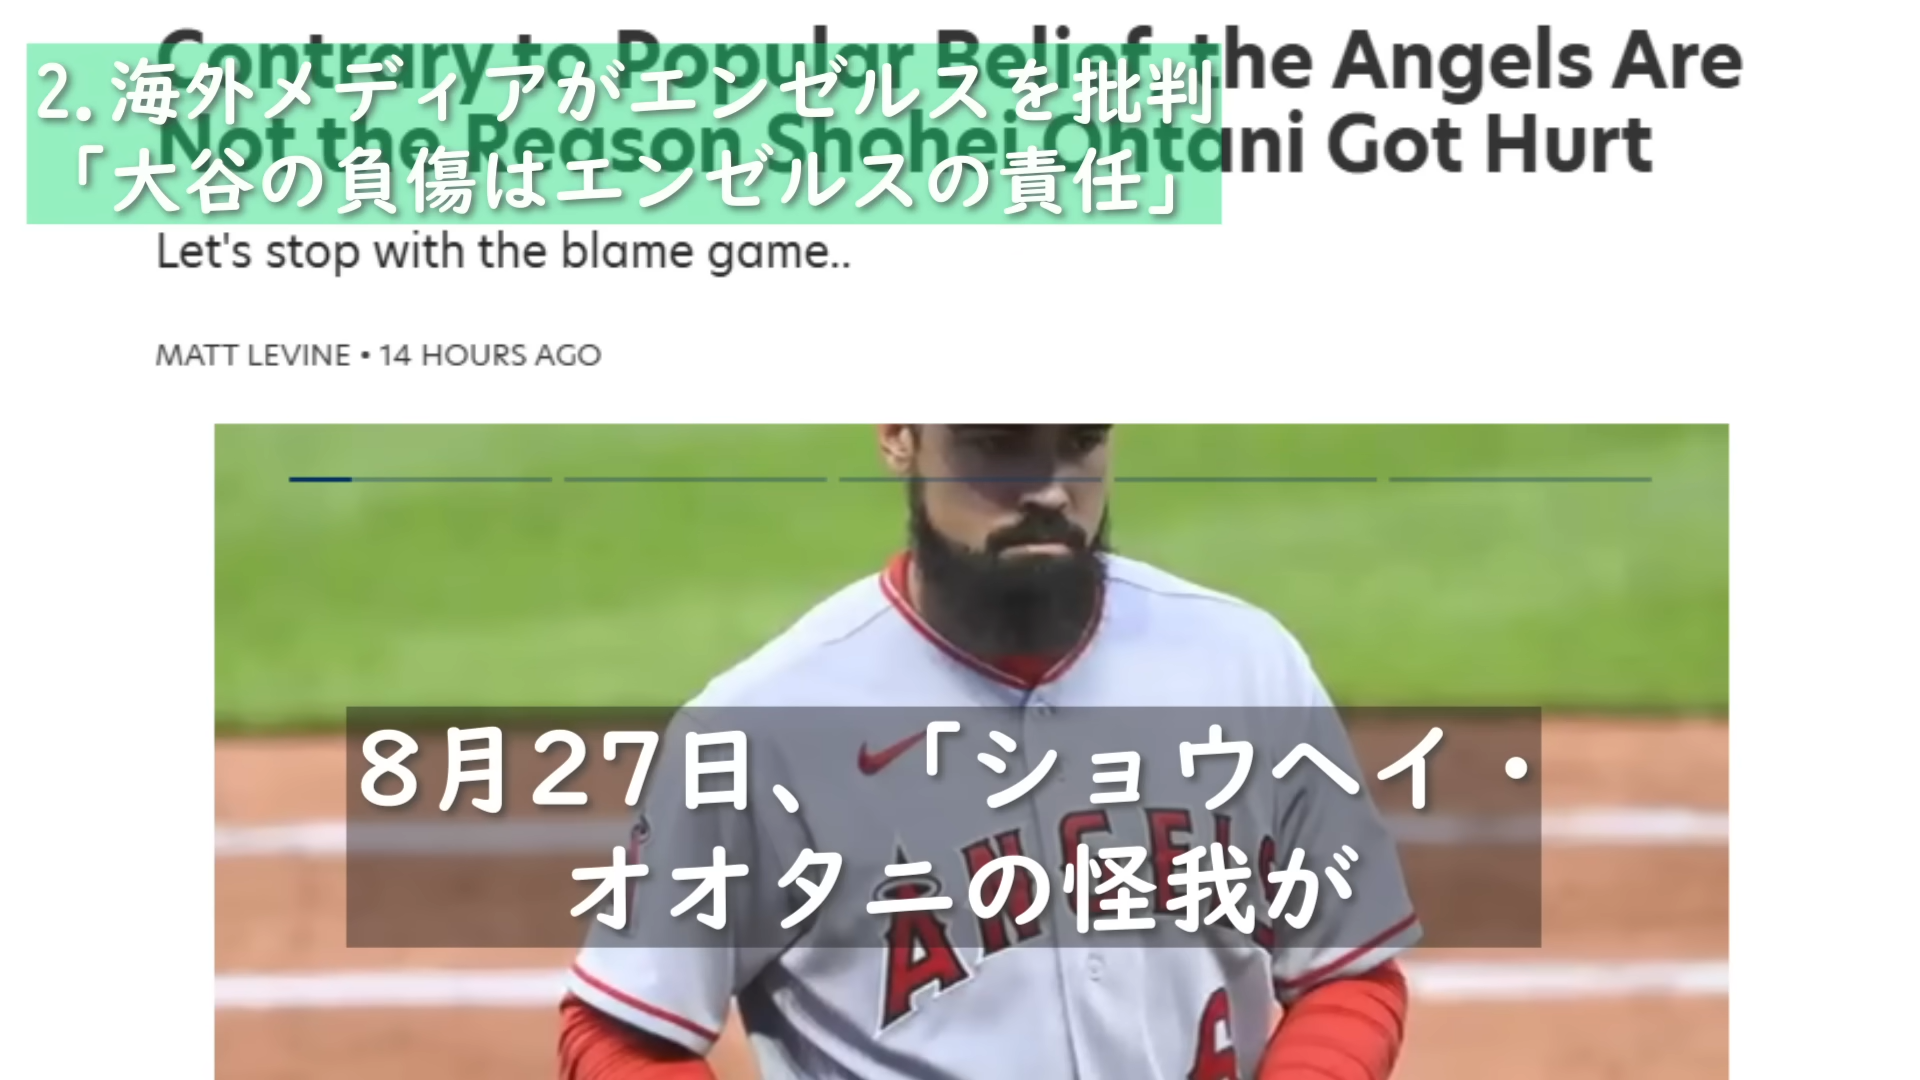 Contrary to Popular Belief, the Angels Are
Not the Reason Shohei Ohtani Got Hurt
2.海外メディアがエンゼルスを批判
「大谷の負傷はエンゼルスの責任」
Let's stop with the blame game..
MATT LEVINE • 14 HOURS AGO
8月27日、「ショウヘイ・
オオタニの怪我が
ANGELS
6